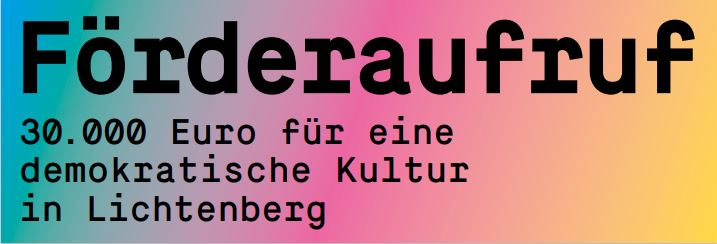 Förderaufruf
30.000 Euro für eine
demokratische Kultur
in Lichtenberg